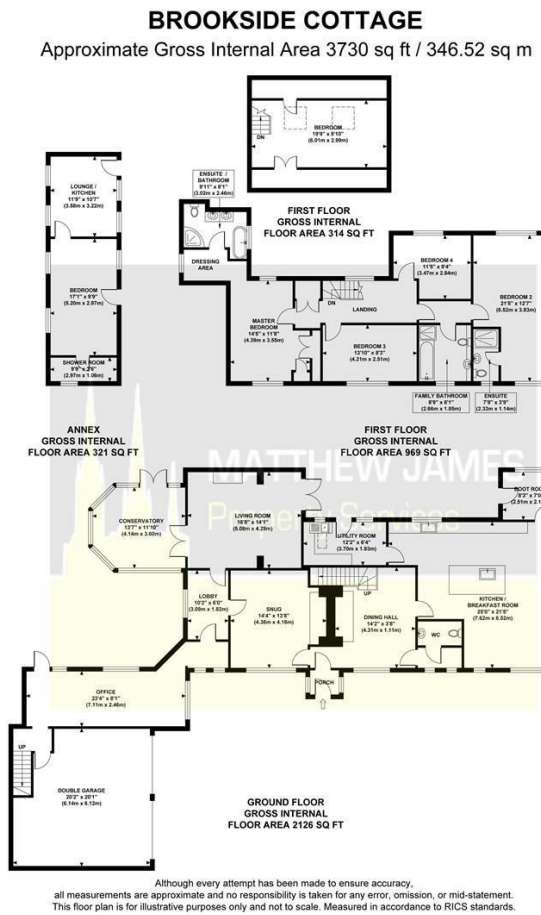 BROOKSIDE COTTAGE
Approximate Gross Internal Area 3730 sq ft / 346.52 sq m
BEDROOM
19'9" x 9'10"
(6.01m x 2.99m)
DN
FIRST FLOOR
GROSS INTERNAL
FLOOR AREA 314 SQ FT
LOUNGE /
KITCHEN
11'9" x 10'7"
(3.58m x 3.22m)
BEDROOM
17'1" x 9'9"
(5.20m x 2.97m)
SHOWER ROOM
9'9" x 3'6"
(2.97m x 1.06m)
ANNEX
GROSS INTERNAL
FLOOR AREA 321 SQ FT
ENSUITE /
BATHROOM
9'11" x 8'1"
(3.02m x 2.46m)
DRESSING
AREA
MASTER
BEDROOM
14'5" x 11'8"
(4.39m x 3.55m)
DN
LANDING
BEDROOM 3
13'10" x 8'3"
(4.21m x 2.51m)
BEDROOM 4
11'5" x 9'4"
(3.47m x 2.84m)
BEDROOM 2
21'5" x 12'7"
(6.52m x 3.83m)
FAMILY BATHROOM
8'9" x 6'1"
(2.66m x 1.85m)
ENSUITE
7'8" x 3'9"
(2.33m x 1.14m)
FIRST FLOOR
GROSS INTERNAL
FLOOR AREA 969 SQ FT
MATTHEW JAMES
Property Services
CONSERVATORY
13'7" x 11'10"
(4.14m x 3.60m)
LIVING ROOM
16'8" x 14'1"
(5.08m x 4.29m)
UTILITY ROOM
12'2" x 6'4"
(3.70m x 1.93m)
BOOT ROO
8'3" x 7'0
(2.51m x 2.1
LOBBY
10'2" x 6'0"
(3.09m x 1.82m)
SNUG
14'4" x 13'8"
(4.36m x 4.16m)
UP
DINING HALL
14'2" x 3'8"
(4.31m x 1.11m)
WC
KITCHEN /
BREAKFAST ROOM
25'0" x 21'5"
(7.62m x 6.52m)
PORCH
OFFICE
23'4" x 8'1"
(7.11m x 2.46m)
UP
DOUBLE GARAGE
20'2" x 20'1"
(6.14m x 6.12m)
GROUND FLOOR
GROSS INTERNAL
FLOOR AREA 2126 SQ FT
Although every attempt has been made to ensure accuracy,
all measurements are approximate and no responsibility is taken for any error, omission, or mid-statement.
This floor plan is for illustrative purposes only and not to scale. Measured in accordance to RICS standards.